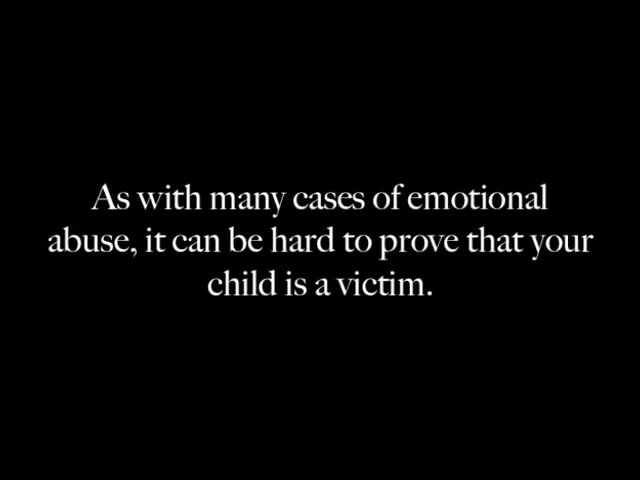 As with many cases of emotional
abuse, it can be hard to prove that your
child is a victim.